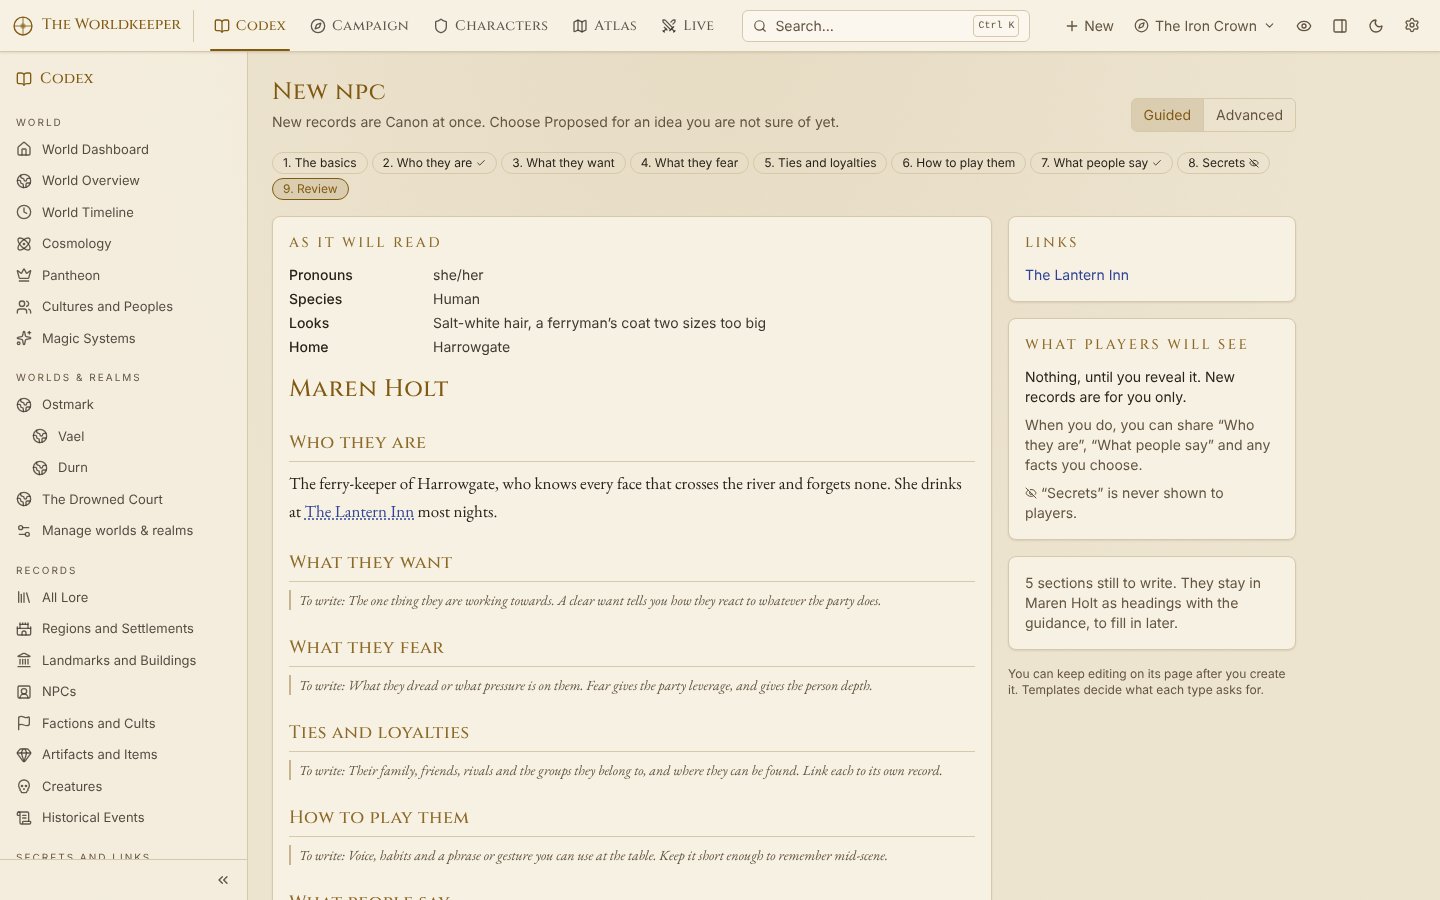 The Worldkeeper
Codex
Campaign
Characters
Atlas
Live
Search...
Ctrl K
New
The Iron Crown
Codex
WORLD
World Dashboard
World Overview
World Timeline
Cosmology
Pantheon
Cultures and Peoples
Magic Systems
WORLDS & REALMS
Ostmark
Vael
Durn
The Drowned Court
Manage worlds & realms
RECORDS
All Lore
Regions and Settlements
Landmarks and Buildings
NPCs
Factions and Cults
Artifacts and Items
Creatures
Historical Events
SECRETS AND LINKS
New npc
New records are Canon at once. Choose Proposed for an idea you are not sure of yet.
Guided
Advanced
1. The basics
2. Who they are
3. What they want
4. What they fear
5. Ties and loyalties
6. How to play them
7. What people say
8. Secrets
9. Review
AS IT WILL READ
Pronouns she/her
Species Human
Looks Salt-white hair, a ferryman’s coat two sizes too big
Home Harrowgate
Maren Holt
Who they are
The ferry-keeper of Harrowgate, who knows every face that crosses the river and forgets none. She drinks
at The Lantern Inn most nights.
What they want
To write: The one thing they are working towards. A clear want tells you how they react to whatever the party does.
What they fear
To write: What they dread or what pressure is on them. Fear gives the party leverage, and gives the person depth.
Ties and loyalties
To write: Their family, friends, rivals and the groups they belong to, and where they can be found. Link each to its own record.
How to play them
To write: Voice, habits and a phrase or gesture you can use at the table. Keep it short enough to remember mid-scene.
What people say
LINKS
The Lantern Inn
WHAT PLAYERS WILL SEE
Nothing, until you reveal it. New
records are for you only.
When you do, you can share “Who
they are”, “What people say” and any
facts you choose.
“Secrets” is never shown to
players.
5 sections still to write. They stay in
Maren Holt as headings with the
guidance, to fill in later.
You can keep editing on its page after you create
it. Templates decide what each type asks for.